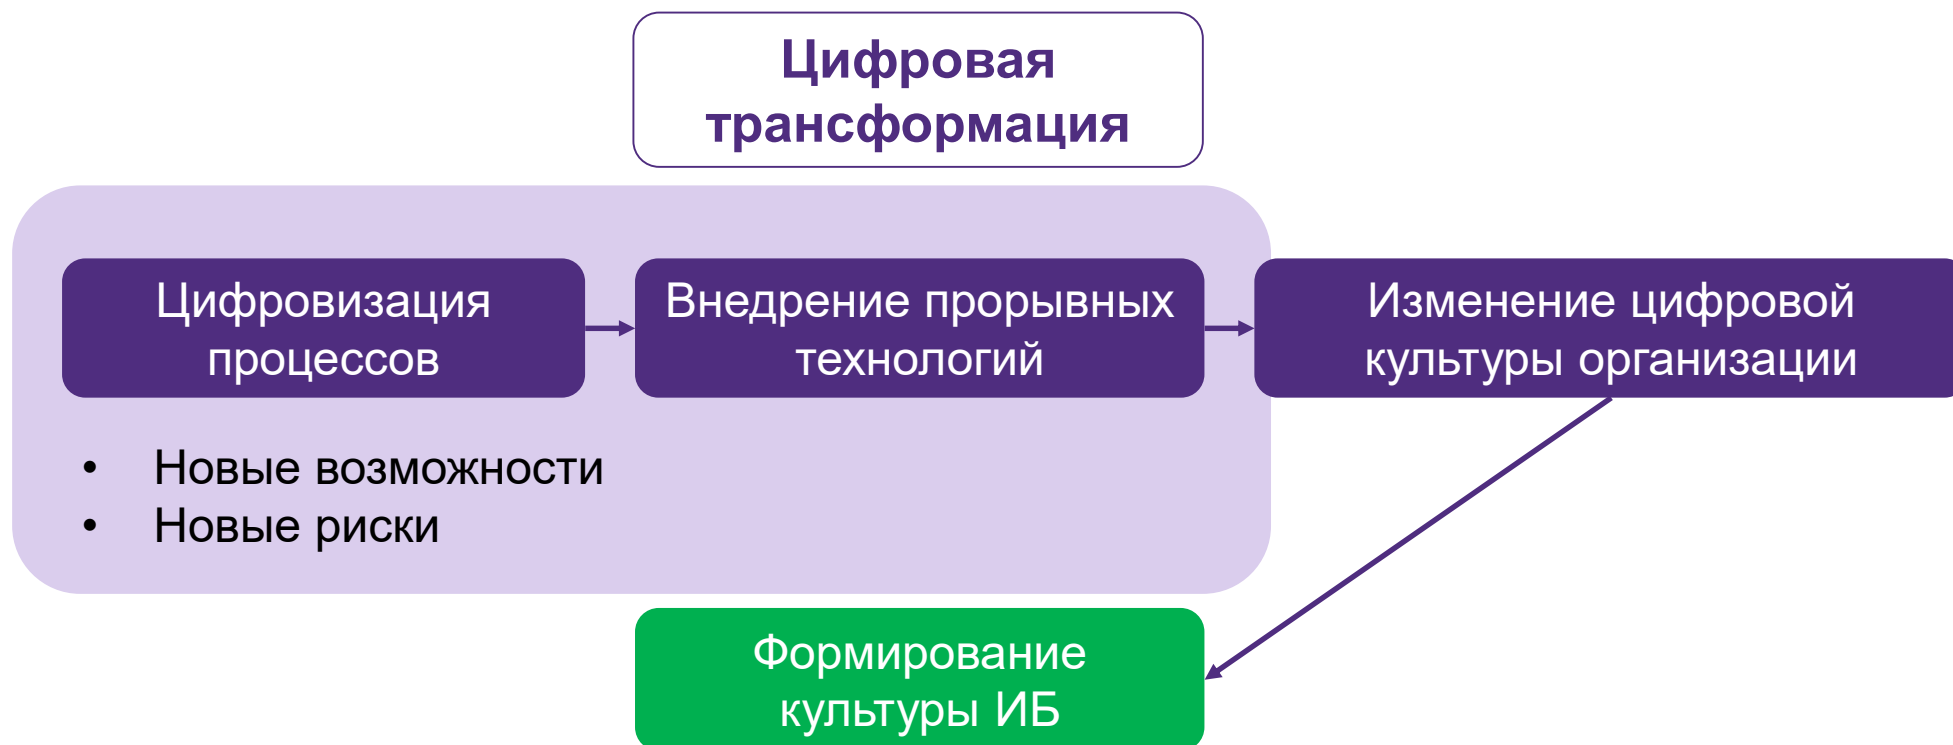 Цифровая
трансформация
Цифровизация
процессов
Внедрение прорывных
технологий
Изменение цифровой
культуры организации
• Новые возможности
• Новые риски
Формирование
культуры ИБ